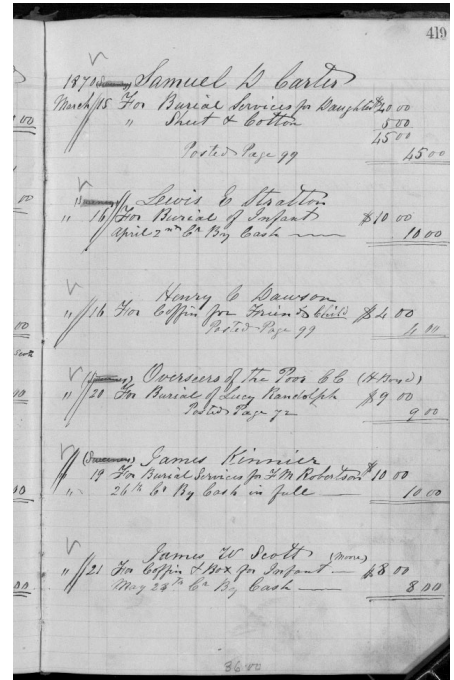 419
1870 Samuel D Carter
March 15 For Burial Services for Daughter $40.00
" Sheet & Cotton 5 00
45 00
Posted Page 99 45 00
Lewis E Stratton
" 16 For Burial of Infant $10 00
April 2nd Cr By Cash 10 00
Henry C Dawson
" 16 For Coffin for Friends Child $4 00
Posted Page 99 4 00
Overseers of the Poor CC
" 20 For Burial of Lucy Randolph $9 00
Posted Page 72 9 00
James Kinnier
" 19 For Burial Services for F M Robertson $10 00
" 26th Cr By Cash in full 10 00
James W Scott
" 21 For Coffin & Box for Infant $8 00
May 24th Cr By Cash 8 00
36 00